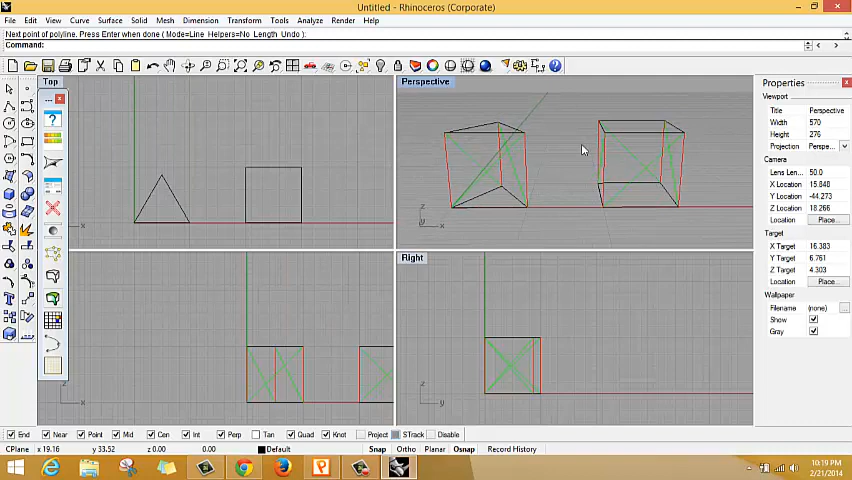 Untitled - Rhinoceros (Corporate)
File Edit View Curve Surface Solid Mesh Dimension Transform Tools Analyze Render Help
Next point of polyline. Press Enter when done ( Mode=Line Helpers=No Length Undo ):
Command:
Top
Perspective
Right
x
z
y
x
z
x
z
y
Properties
Viewport
Title Perspective
Width 570
Height 276
Projection Perspe...
Camera
Lens Len... 50.0
X Location 15.848
Y Location -44.273
Z Location 18.266
Location Place...
Target
X Target 16.383
Y Target 6.761
Z Target 4.303
Location Place...
Wallpaper
Filename (none)
Show
Gray
End Near Point Mid Cen Int Perp Tan Quad Knot Project STrack Disable
CPlane x 19.16 y 33.52 z 0.00 0.00 Default Snap Ortho Planar Osnap Record History
10:19 PM
2/21/2014